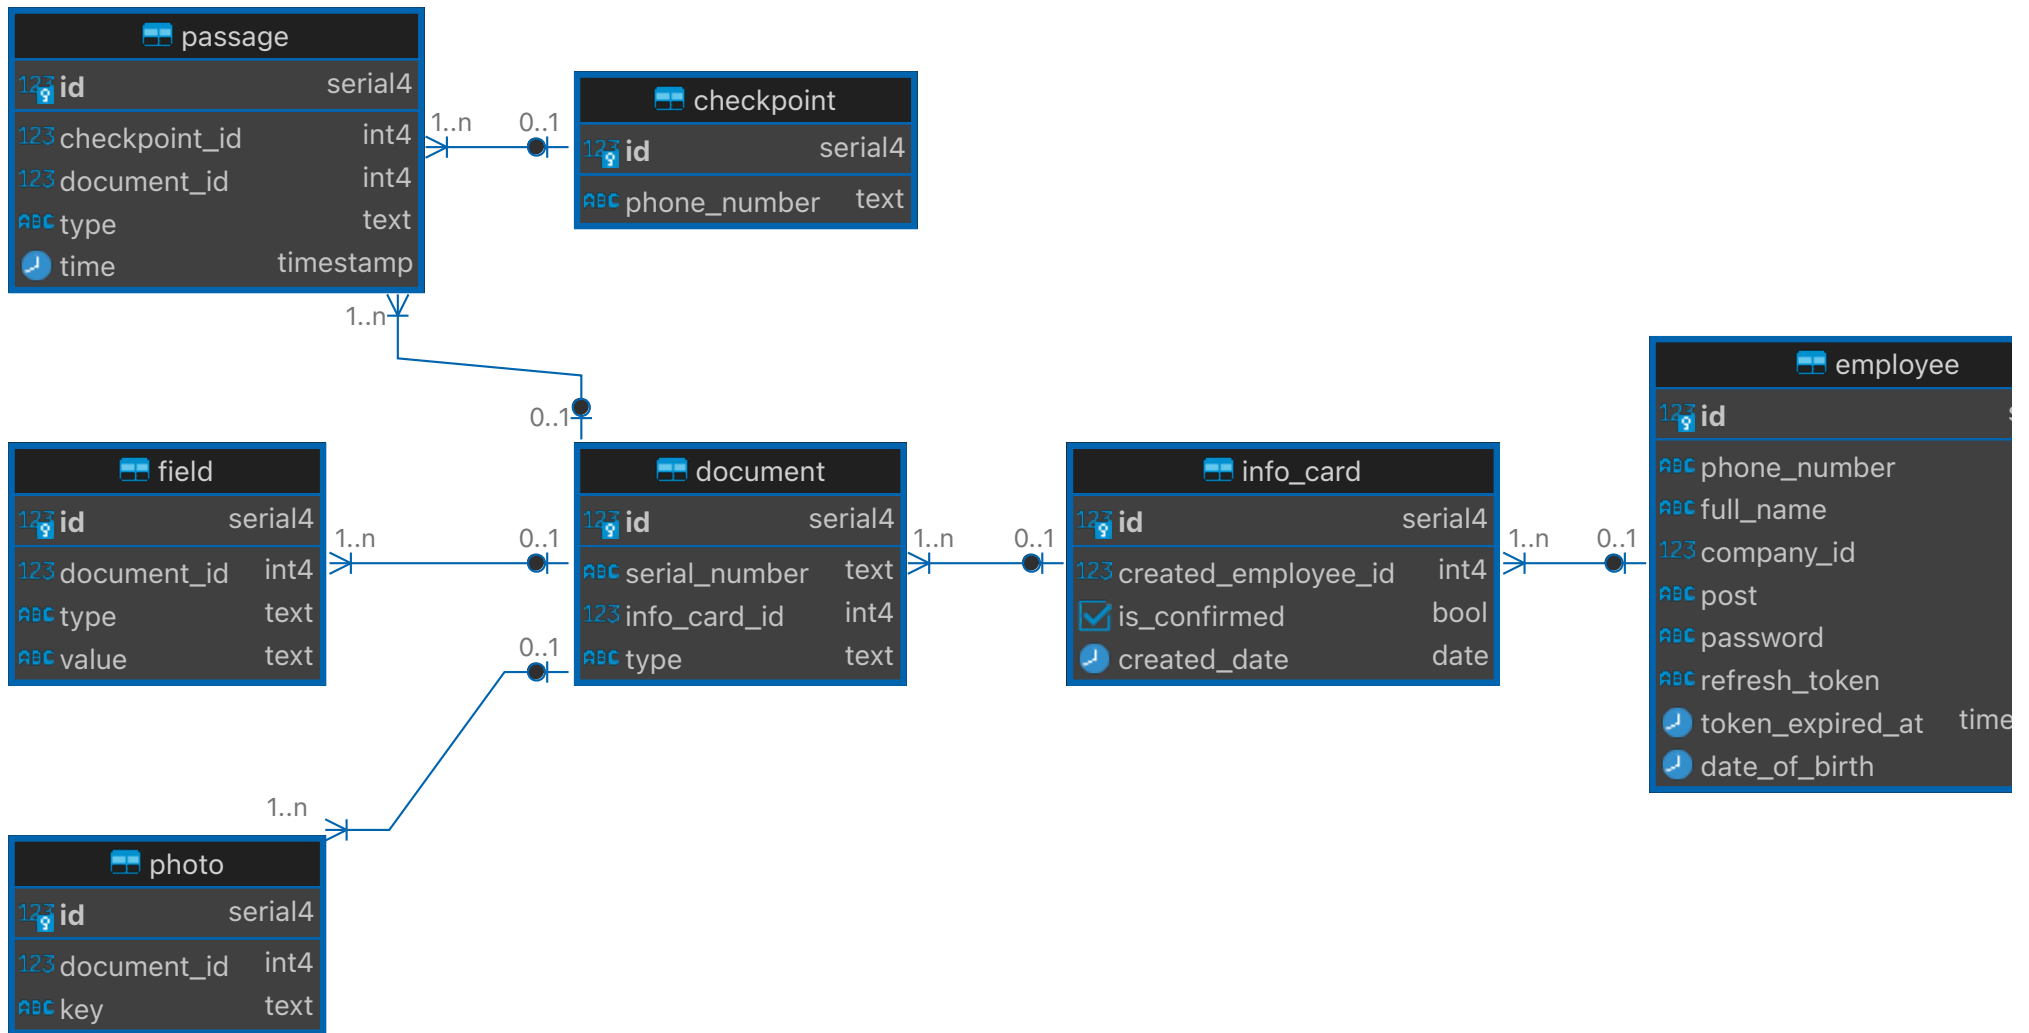 passage
id serial4
checkpoint_id int4
document_id int4
type text
time timestamp
1..n 0..1
checkpoint
id serial4
phone_number text
1..n
0..1
field
id serial4
document_id int4
type text
value text
1..n 0..1
document
id serial4
serial_number text
info_card_id int4
type text
1..n 0..1
info_card
id serial4
created_employee_id int4
is_confirmed bool
created_date date
1..n 0..1
employee
id
phone_number
full_name
company_id
post
password
refresh_token
token_expired_at time
date_of_birth
0..1
1..n
photo
id serial4
document_id int4
key text